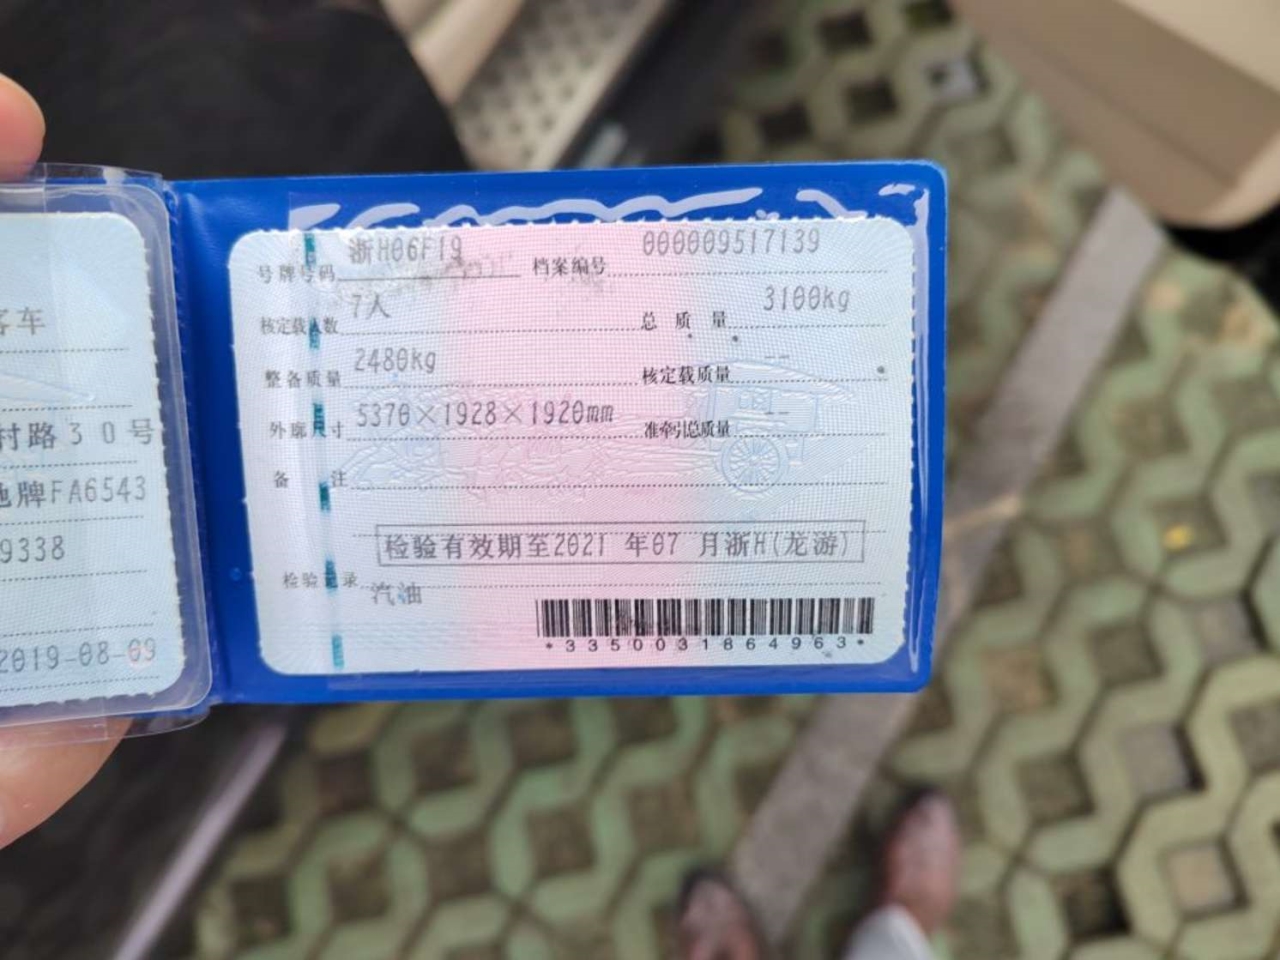 客车
村路30号
牌FA6543
9338
2019-08-09
号牌号码 浙H06F19 档案编号 000009517139
核定载人数 7人 总质量 3100kg
整备质量 2480kg 核定载质量 --
外廓尺寸 5370×1928×1920mm 准牵引总质量 --
备注
检验有效期至2021 年07 月浙H(龙游)
检验记录
汽油
*3350031864963*